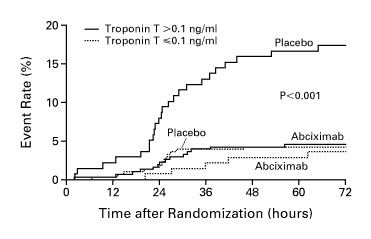 Troponin T >0.1 ng/ml
Troponin T ≤0.1 ng/ml
Event Rate (%)
20
15
10
5
0
Placebo
P<0.001
Placebo
Abciximab
Abciximab
0 12 24 36 48 60 72
Time after Randomization (hours)